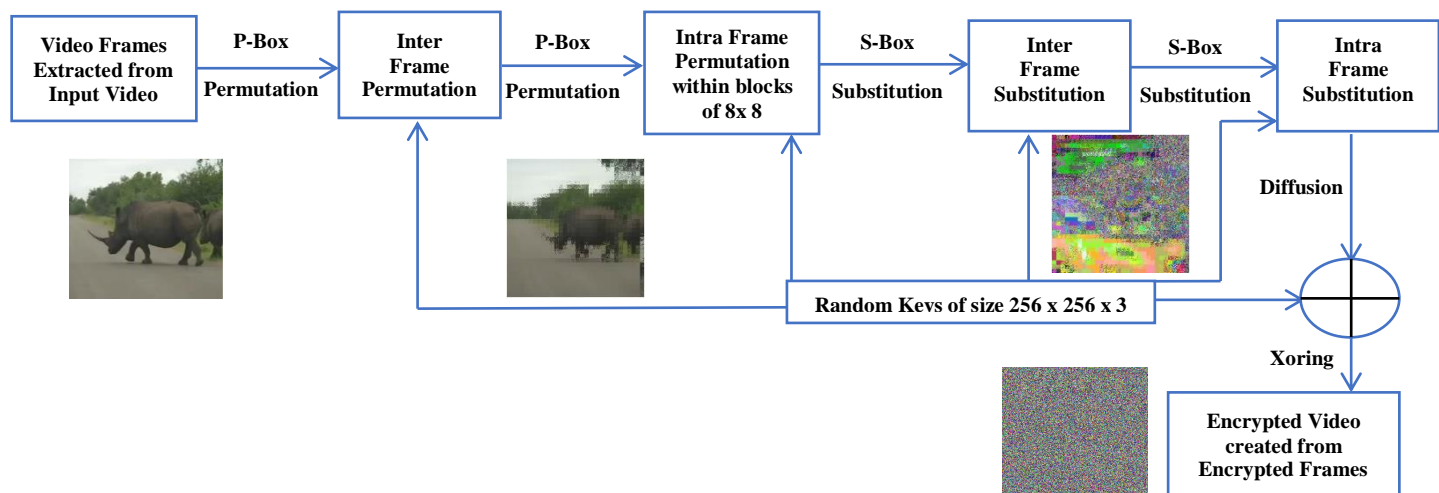 Video Frames
Extracted from
Input Video
P-Box
Permutation
Inter
Frame
Permutation
P-Box
Permutation
Intra Frame
Permutation
within blocks
of 8x 8
S-Box
Substitution
Inter
Frame
Substitution
S-Box
Substitution
Intra
Frame
Substitution
Diffusion
Random Kevs of size 256 x 256 x 3
Xoring
Encrypted Video
created from
Encrypted Frames